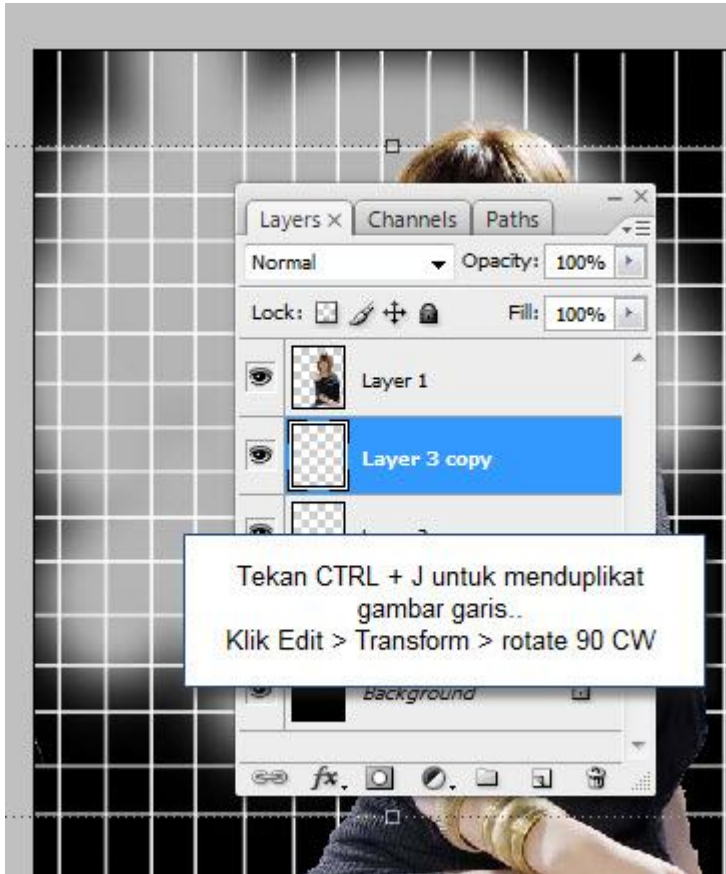 Layers × Channels Paths
Normal Opacity: 100%
Lock: Fill: 100%
Layer 1
Layer 3 copy
Tekan CTRL + J untuk menduplikat
gambar garis..
Klik Edit > Transform > rotate 90 CW
Background